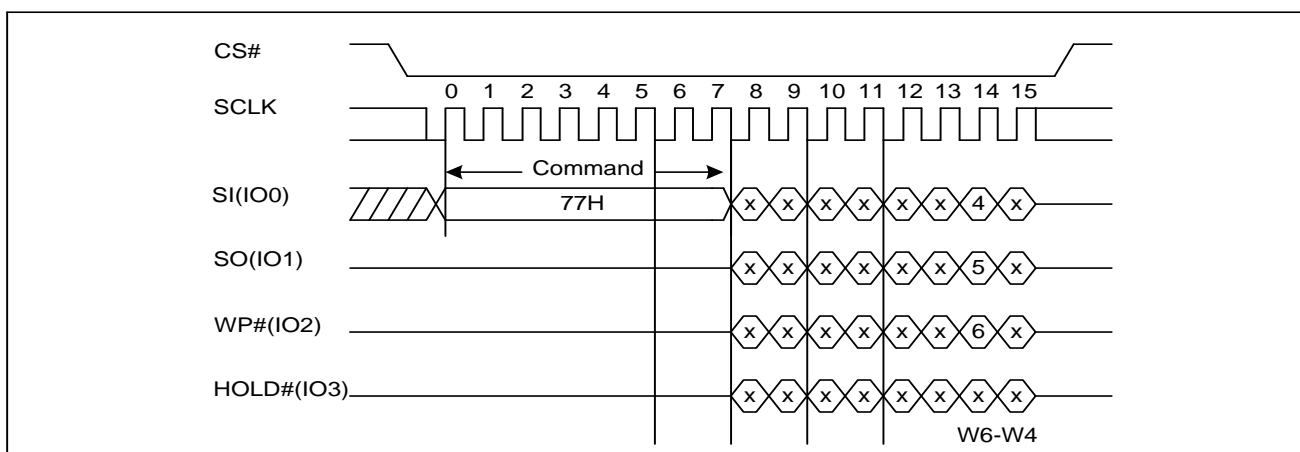 CS#
0 1 2 3 4 5 6 7 8 9 10 11 12 13 14 15
SCLK
Command
SI(IO0) 77H x x x x x x 4 x
SO(IO1) x x x x x x 5 x
WP#(IO2) x x x x x x 6 x
HOLD#(IO3) x x x x x x x x
W6-W4